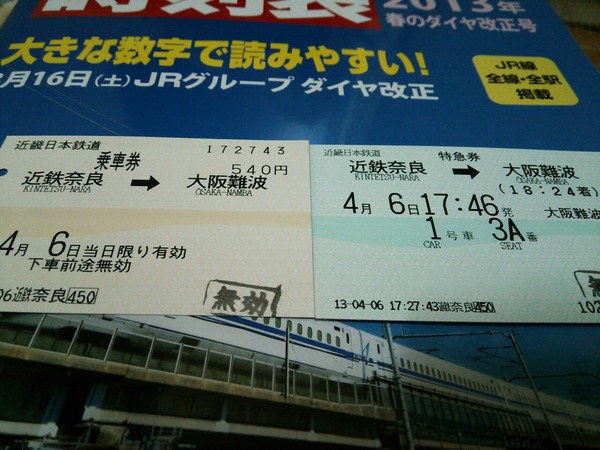 時刻表
2013年
春のダイヤ改正号
大きな数字で読みやすい!
月16日(土)JRグループ ダイヤ改正
JR線
全線・全駅
掲載
近畿日本鉄道
172743
乗車券
540円
近鉄奈良 → 大阪難波
KINTETSU-NARA
OSAKA-NAMBA
4月 6日当日限り有効
下車前途無効
06近鉄奈良450
無効
近畿日本鉄道
特急券
近鉄奈良 → 大阪難波
KINTETSU-NARA
OSAKA-NAMBA
(18:24着)
4月 6日17:46発 大阪難波
1号車 3A番
CAR
SEAT
13-04-06 17:27:43近鉄奈良450
無効
102